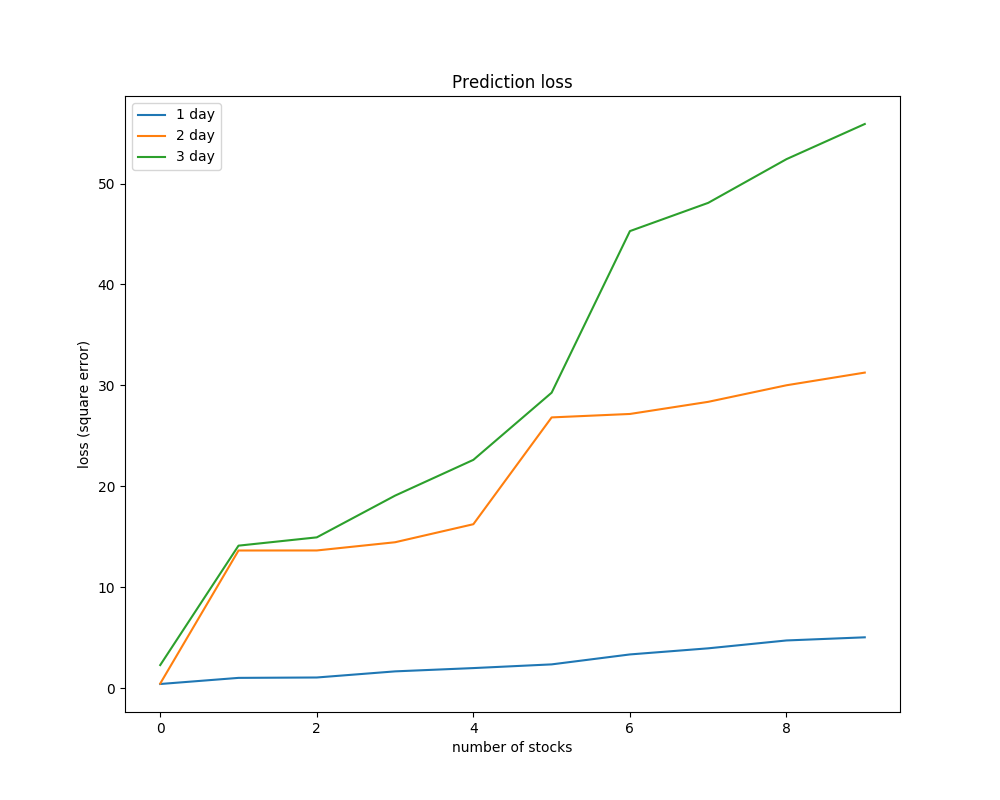 Prediction loss
1 day
2 day
3 day
50
40
30
20
10
0
loss (square error)
0 2 4 6 8
number of stocks